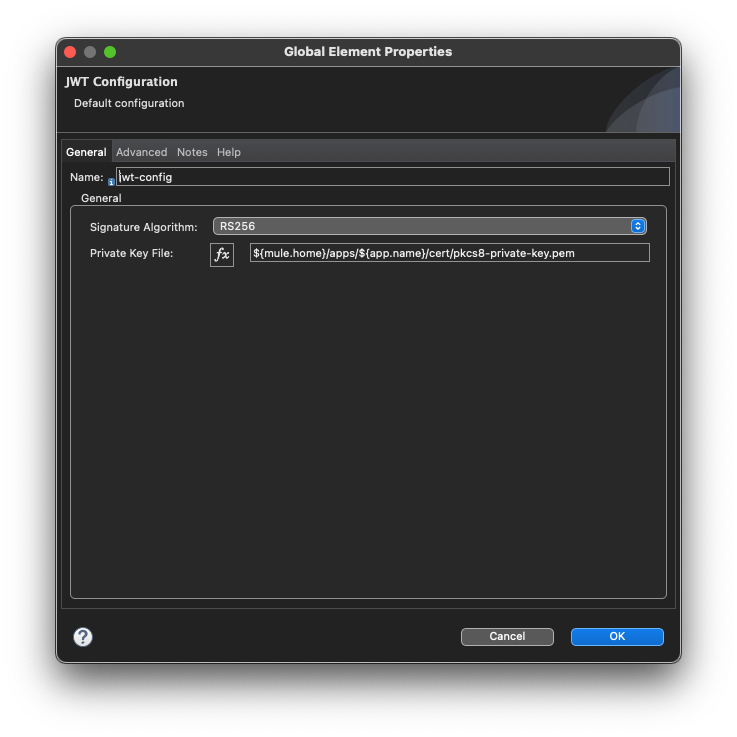 Global Element Properties
JWT Configuration
Default configuration
General Advanced Notes Help
Name: jwt-config
General
Signature Algorithm: RS256
Private Key File: fx ${mule.home}/apps/${app.name}/cert/pkcs8-private-key.pem
? Cancel OK